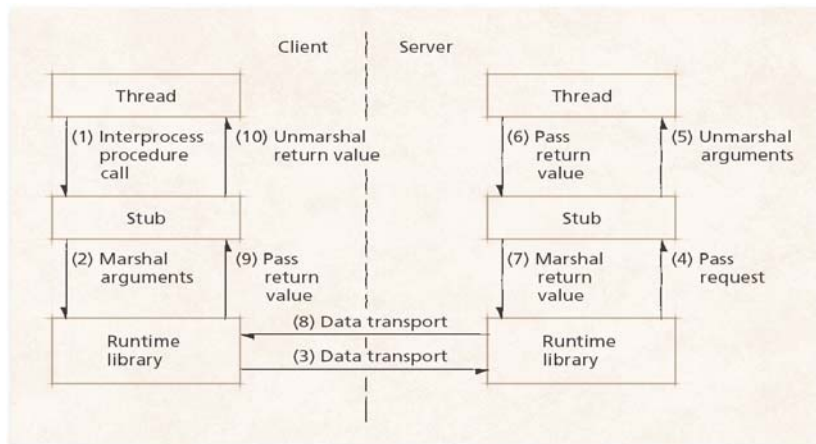 Client
Server
Thread
Thread
(1) Interprocess
procedure
call
(10) Unmarshal
return value
(6) Pass
return
value
(5) Unmarshal
arguments
Stub
Stub
(2) Marshal
arguments
(9) Pass
return
value
(7) Marshal
return
value
(4) Pass
request
(8) Data transport
Runtime
library
(3) Data transport
Runtime
library